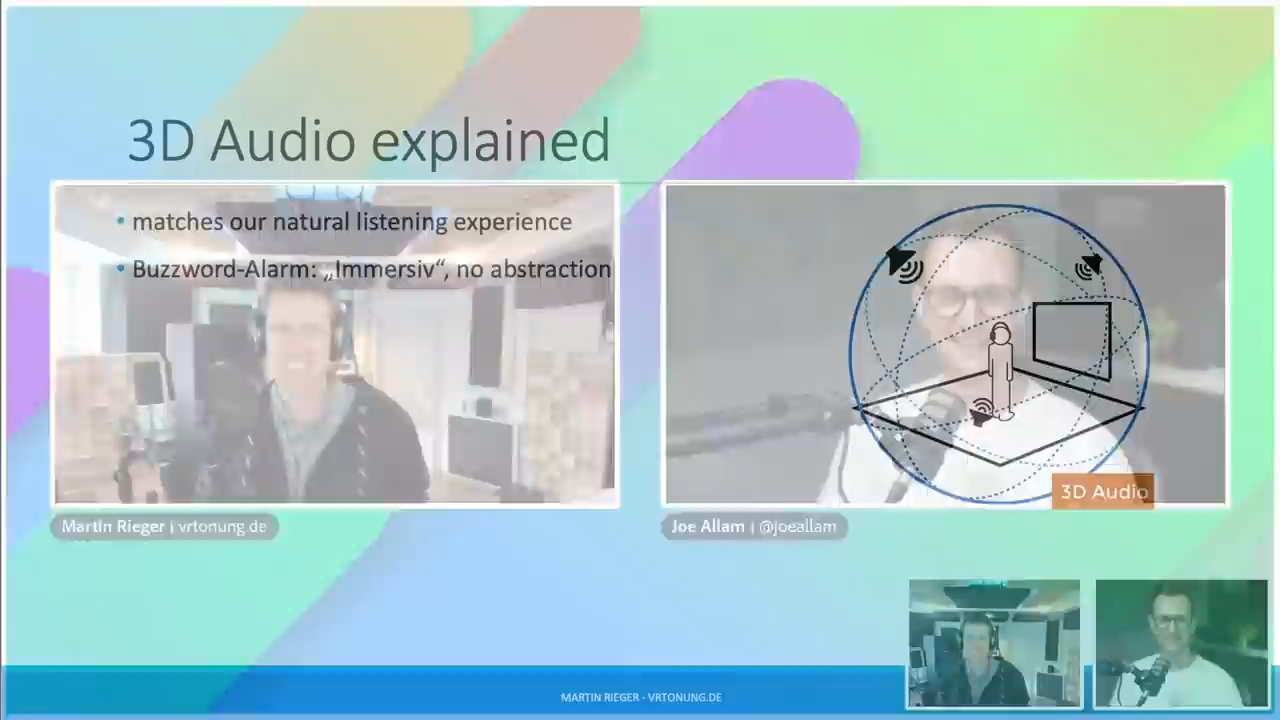 3D Audio explained
• matches our natural listening experience
• Buzzword-Alarm: „Immersiv“, no abstraction
3D Audio
Martin Rieger | vrtonung.de
Joe Allam | @joeallam
MARTIN RIEGER - VRTONUNG.DE